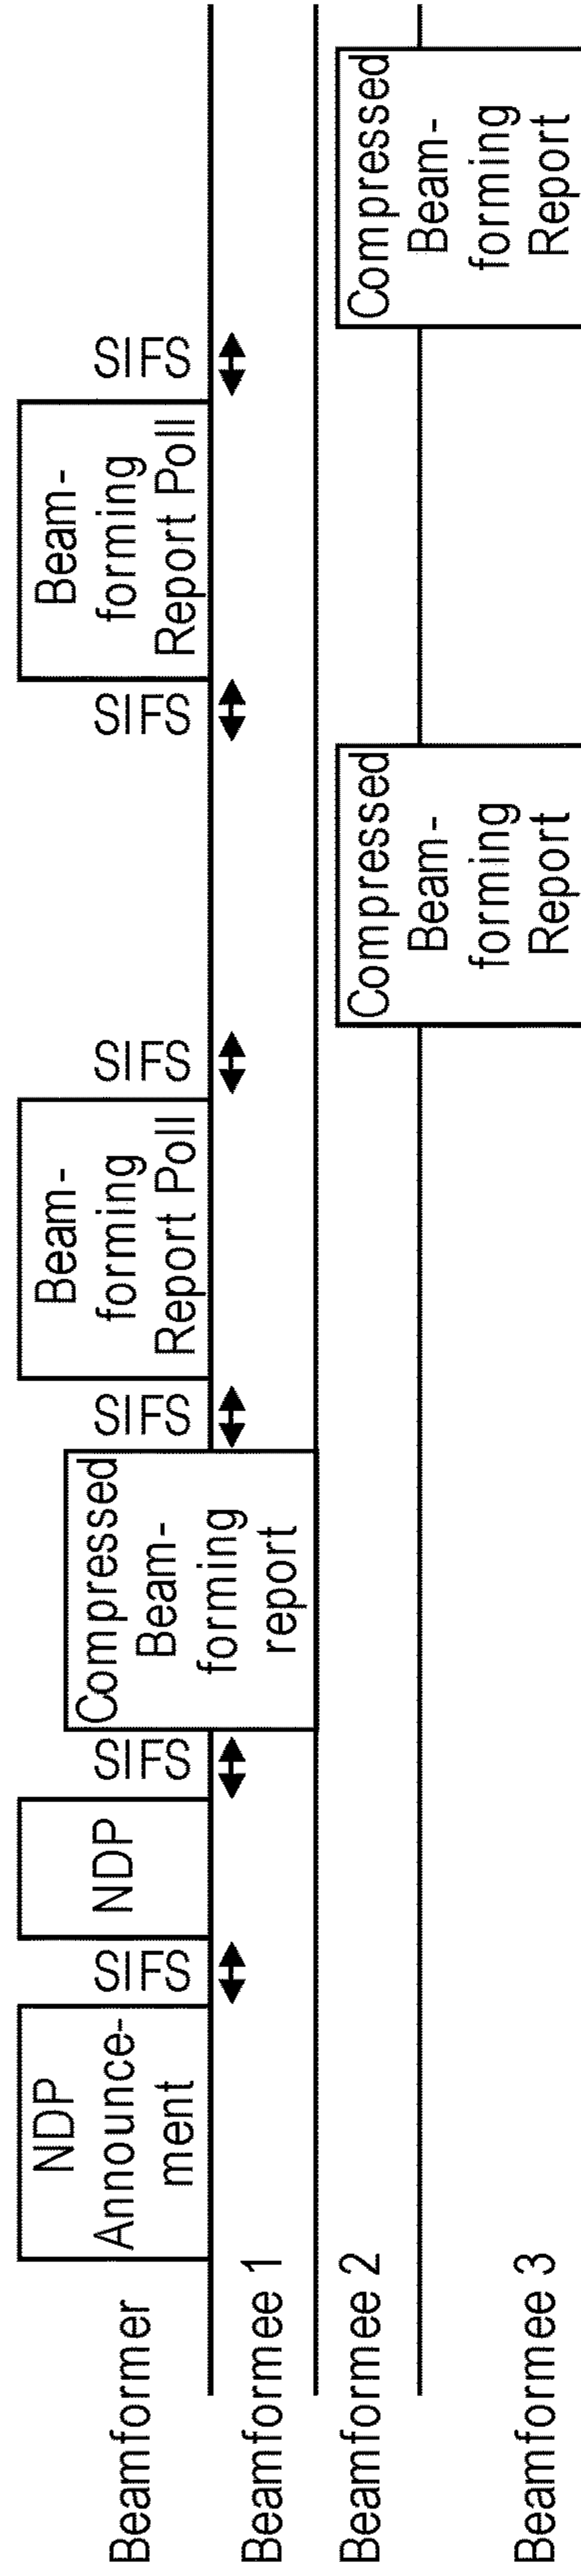 Beamformer
NDP
Announce-
ment
SIFS
NDP
SIFS
Compressed
Beam-
forming
report
SIFS
Beam-
forming
Report Poll
SIFS
SIFS
Beam-
forming
Report Poll
SIFS
Beamformee 1
Beamformee 2
Compressed
Beam-
forming
Report
Compressed
Beam-
forming
Report
Beamformee 3